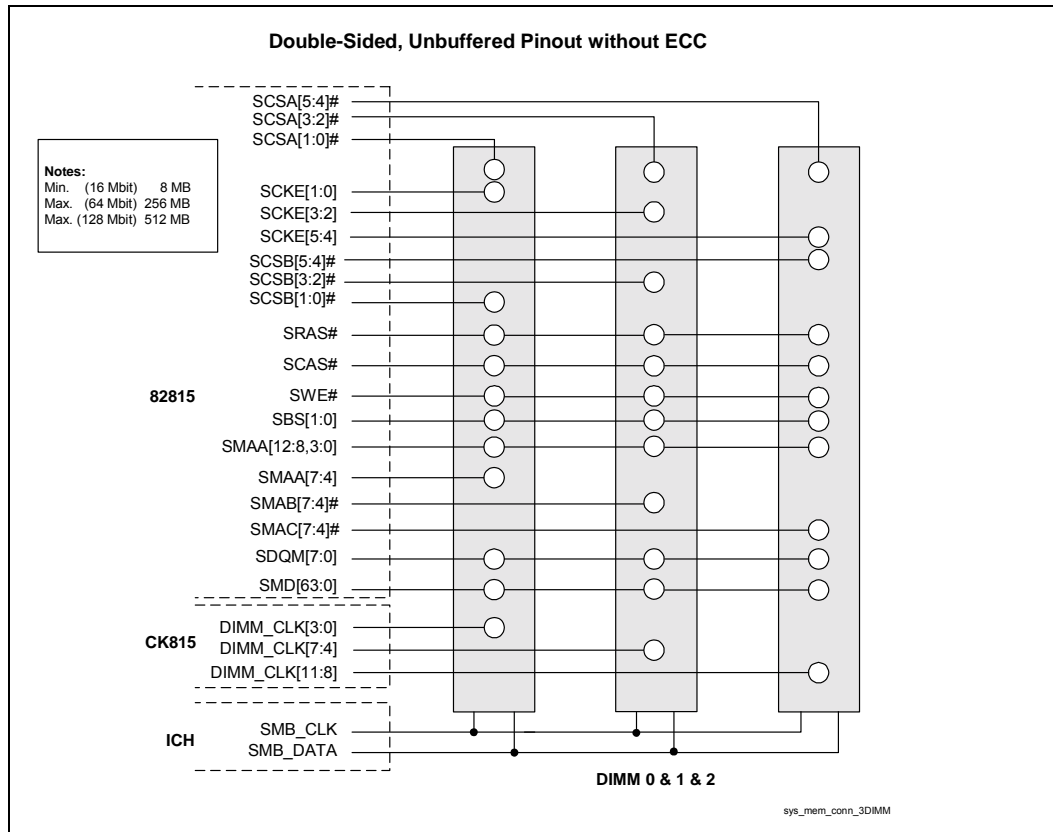 Double-Sided, Unbuffered Pinout without ECC
SCSA[5:4]#
SCSA[3:2]#
SCSA[1:0]#
Notes:
Min. (16 Mbit) 8 MB
Max. (64 Mbit) 256 MB
Max. (128 Mbit) 512 MB
SCKE[1:0]
SCKE[3:2]
SCKE[5:4]
SCSB[5:4]#
SCSB[3:2]#
SCSB[1:0]#
SRAS#
SCAS#
82815
SWE#
SBS[1:0]
SMAA[12:8,3:0]
SMAA[7:4]
SMAB[7:4]#
SMAC[7:4]#
SDQM[7:0]
SMD[63:0]
CK815
DIMM_CLK[3:0]
DIMM_CLK[7:4]
DIMM_CLK[11:8]
ICH
SMB_CLK
SMB_DATA
DIMM 0 & 1 & 2
sys_mem_conn_3DIMM